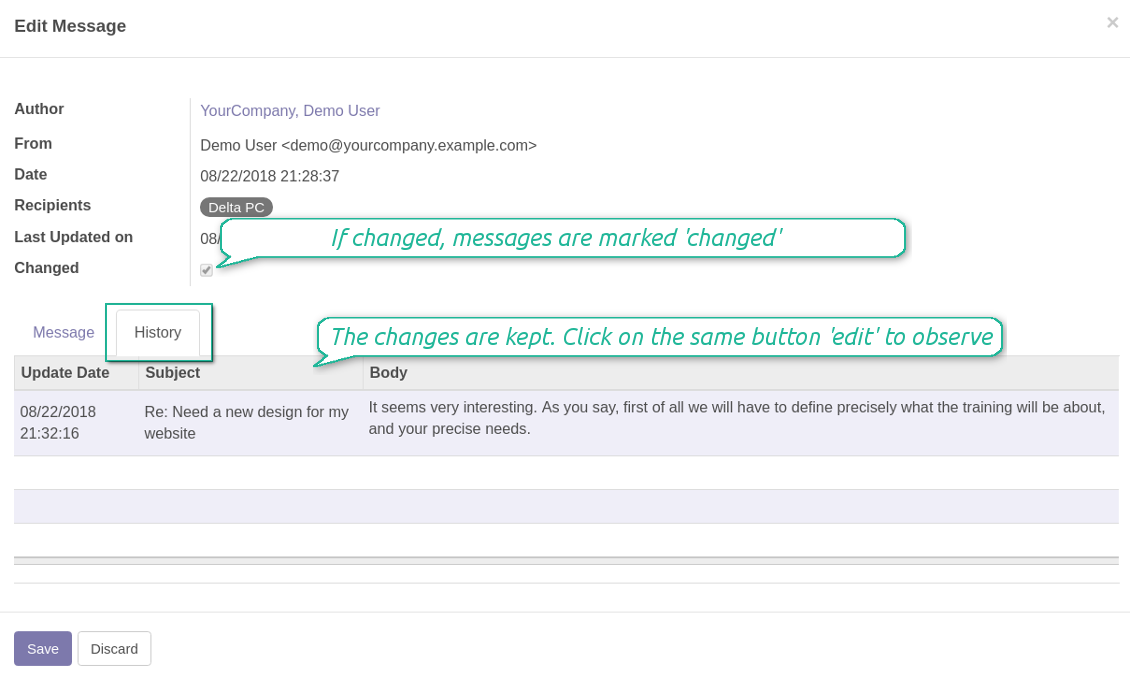 Edit Message
×
Author
YourCompany, Demo User
From
Demo User <demo@yourcompany.example.com>
Date
08/22/2018 21:28:37
Recipients
Delta PC
Last Updated on
08/
If changed, messages are marked 'changed'
Changed
Message
History
The changes are kept. Click on the same button 'edit' to observe
Update Date
Subject
Body
08/22/2018
21:32:16
Re: Need a new design for my
website
It seems very interesting. As you say, first of all we will have to define precisely what the training will be about,
and your precise needs.
Save
Discard